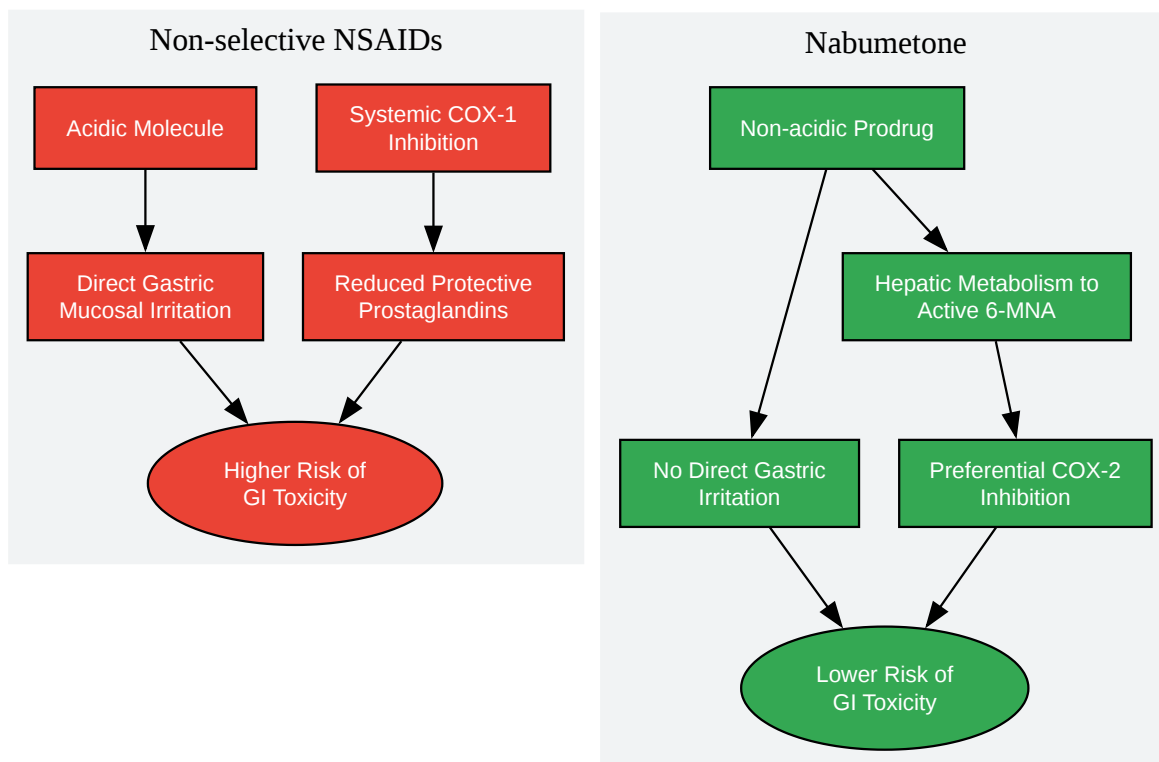 Non-selective NSAIDs
Acidic Molecule
Systemic COX-1
Inhibition
Direct Gastric
Mucosal Irritation
Reduced Protective
Prostaglandins
Higher Risk of
GI Toxicity
Nabumetone
Non-acidic Prodrug
Hepatic Metabolism to
Active 6-MNA
No Direct Gastric
Irritation
Preferential COX-2
Inhibition
Lower Risk of
GI Toxicity